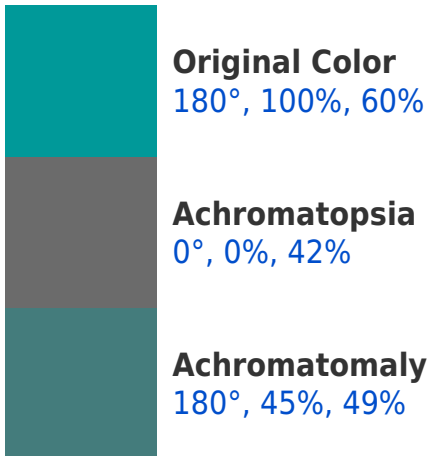 Original Color
180°, 100%, 60%
Achromatopsia
0°, 0%, 42%
Achromatomaly
180°, 45%, 49%